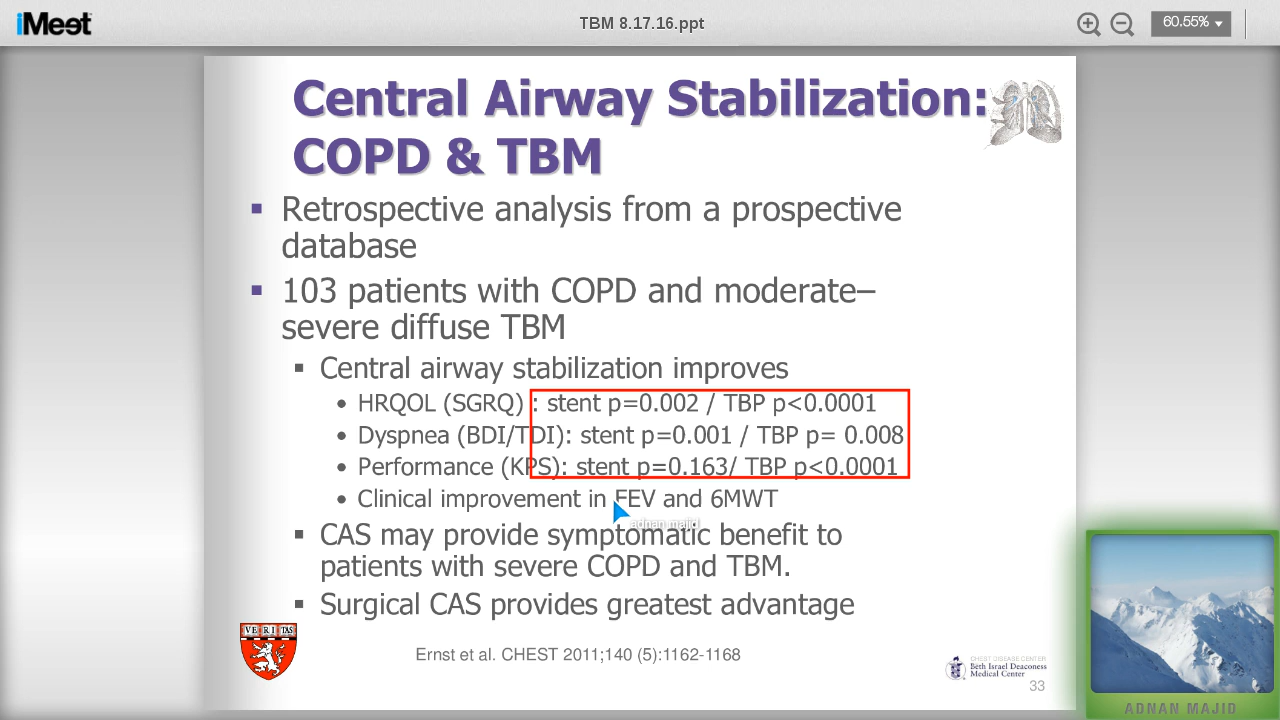 iMeet
TBM 8.17.16.ppt
60.55%
Central Airway Stabilization:
COPD & TBM
Retrospective analysis from a prospective
database
103 patients with COPD and moderate–
severe diffuse TBM
Central airway stabilization improves
HRQOL (SGRQ) : stent p=0.002 / TBP p<0.0001
Dyspnea (BDI/TDI): stent p=0.001 / TBP p= 0.008
Performance (KPS): stent p=0.163/ TBP p<0.0001
Clinical improvement in FEV and 6MWT
adnan majid
CAS may provide symptomatic benefit to
patients with severe COPD and TBM.
Surgical CAS provides greatest advantage
VE RI TAS
Ernst et al. CHEST 2011;140 (5):1162-1168
CHEST DISEASE CENTER
Beth Israel Deaconess
Medical Center
33
ADNAN MAJID